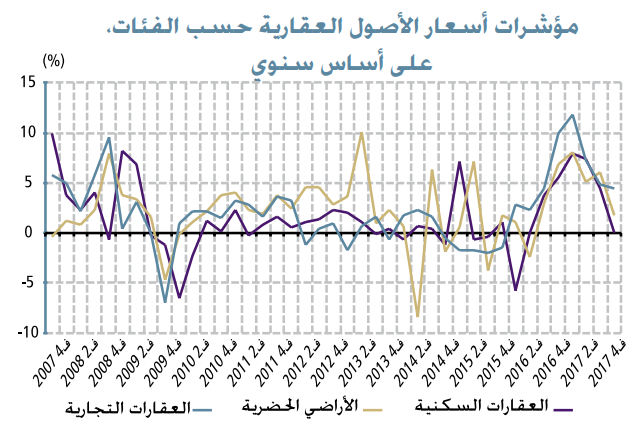 مؤشرات أسعار الأصول العقارية حسب الفئات،
على أساس سنوي
(%)
15
10
5
0
-5
-10
ف4 2007
ف2 2008
ف4 2008
ف2 2009
ف4 2009
ف2 2010
ف4 2010
ف2 2011
ف4 2011
ف2 2012
ف4 2012
ف2 2013
ف4 2013
ف2 2014
ف4 2014
ف2 2015
ف4 2015
ف2 2016
ف4 2016
ف2 2017
ف4 2017
العقارات السكنية
الأراضي الحضرية
العقارات التجارية